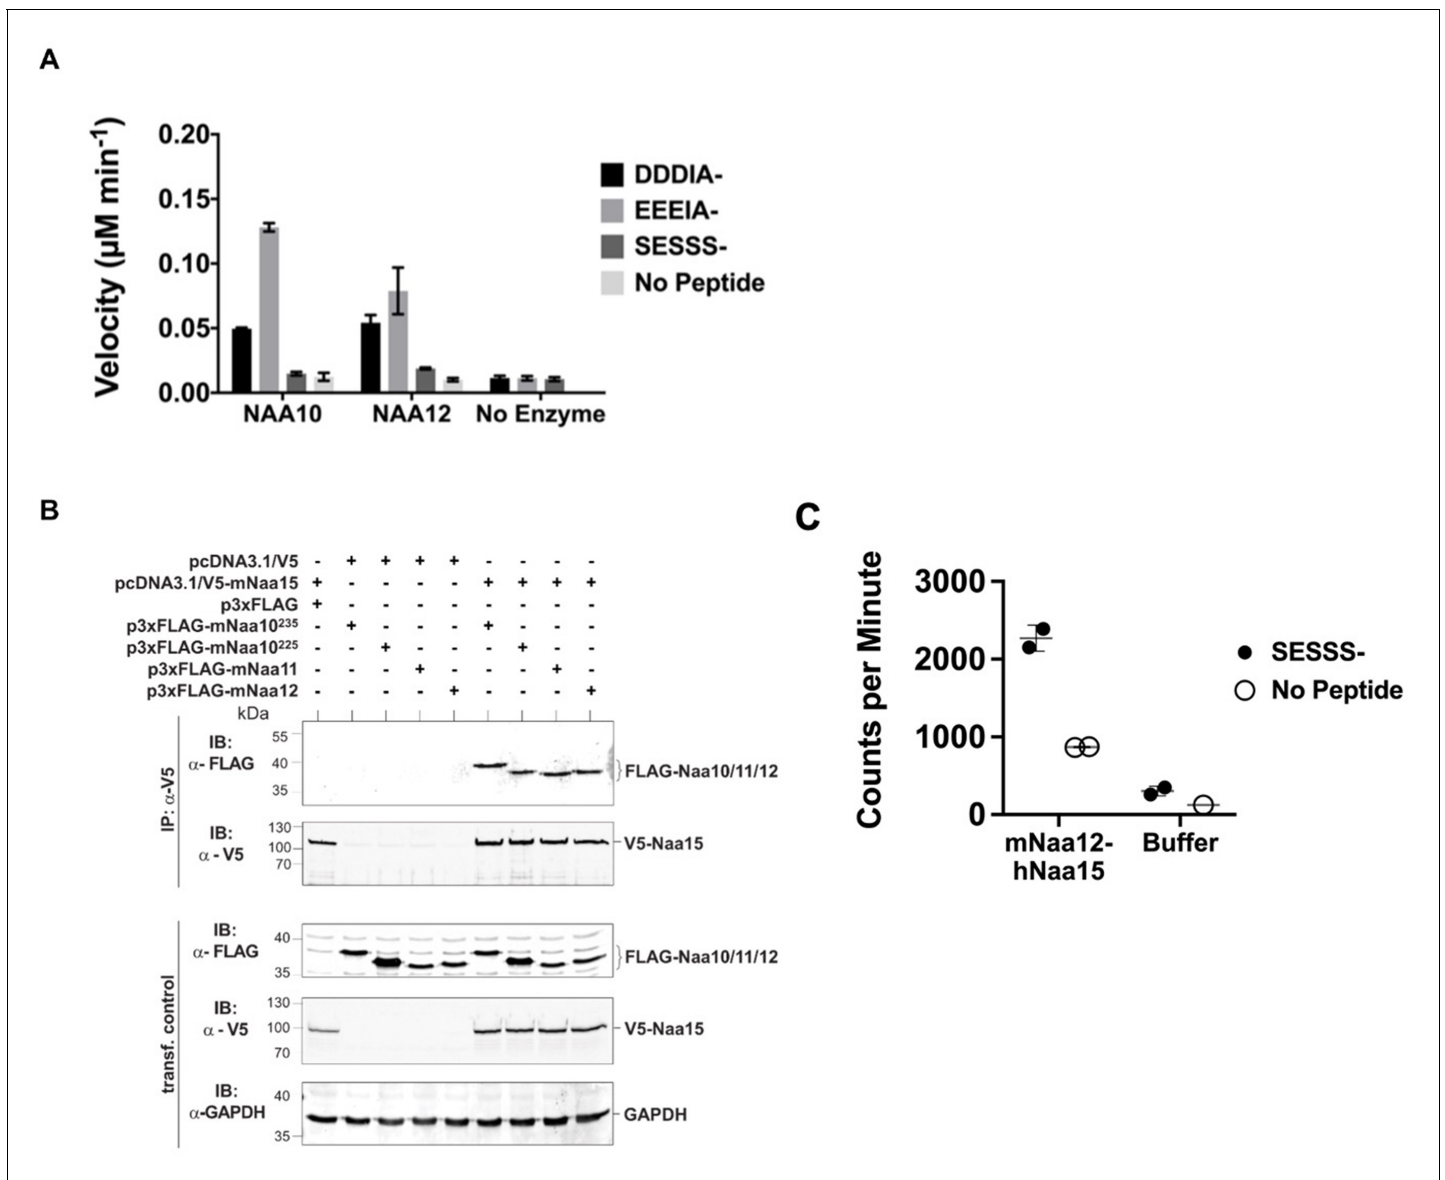 A
Velocity (µM min-1)
0.20
0.15
0.10
0.05
0.00
NAA10 NAA12 No Enzyme
DDDIA-
EEEIA-
SESSS-
No Peptide
B
pcDNA3.1/V5 - + + + + - - - -
pcDNA3.1/V5-mNaa15 + - - - - + + + +
p3xFLAG + - - - - - - - -
p3xFLAG-mNaa10235 - + - - - + - - -
p3xFLAG-mNaa10225 - - + - - - + - -
p3xFLAG-mNaa11 - - - + - - - + -
p3xFLAG-mNaa12 - - - - + - - - +
kDa
IP: α-V5
IB:
α- FLAG
55
40
35
FLAG-Naa10/11/12
IB:
α - V5
130
100
70
V5-Naa15
transf. control
IB:
α- FLAG
40
35
FLAG-Naa10/11/12
IB:
α - V5
130
100
70
V5-Naa15
IB:
α-GAPDH
40
35
GAPDH
C
Counts per Minute
3000
2000
1000
0
mNaa12-
hNaa15
Buffer
SESSS-
No Peptide